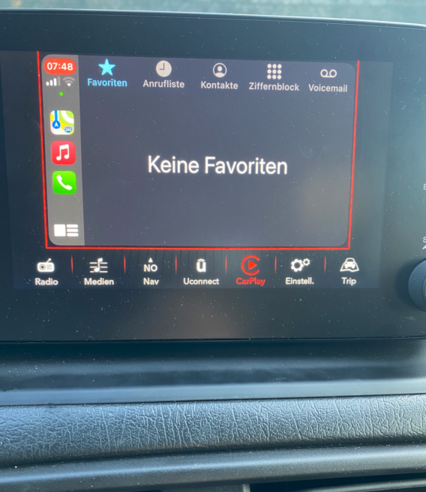 07:48
Favoriten
Anrufliste
Kontakte
Ziffernblock
Voicemail
Keine Favoriten
NO
Radio
Medien
Nav
Uconnect
CarPlay
Einstell.
Trip